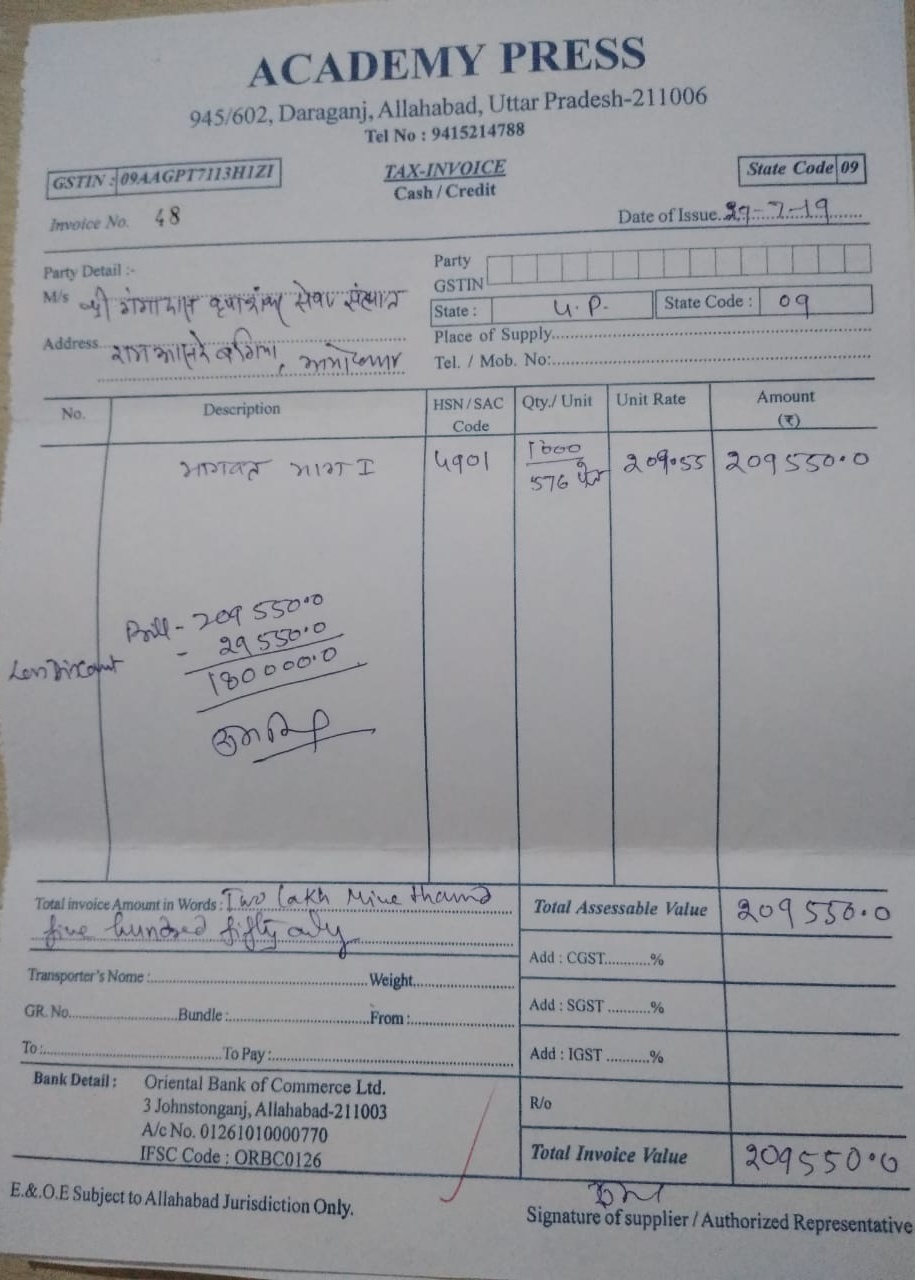 ACADEMY PRESS
945/602, Daraganj, Allahabad, Uttar Pradesh-211006
Tel No : 9415214788
GSTIN : 09AAGPT7113H1ZI
TAX-INVOICE
State Code 09
Cash / Credit
Invoice No. 48
Date of Issue. 29-7-19
Party Detail :-
Party
GSTIN
M/s श्री गंगादास सेवा संस्थान
State : U.P. State Code : 09
Address
Place of Supply
Tel. / Mob. No:
No. Description HSN / SAC Code Qty./ Unit Unit Rate Amount (₹)
भागवत भाग I 4901 1000 209.55 209550.0
576 पेज
Bill - 209550.0
Less Discount - 29550.0
180000.0
Total invoice Amount in Words : Two Lakh Nine thousand
five hundred fifty only
Total Assessable Value 209550.0
Add : CGST..........%
Transporter's Nome : Weight
Add : SGST..........%
GR. No. Bundle : From :
Add : IGST..........%
To : To Pay :
Bank Detail : Oriental Bank of Commerce Ltd.
3 Johnstonganj, Allahabad-211003
A/c No. 01261010000770
IFSC Code : ORBC0126
R/o
Total Invoice Value 209550.0
E.&.O.E Subject to Allahabad Jurisdiction Only.
Signature of supplier / Authorized Representative